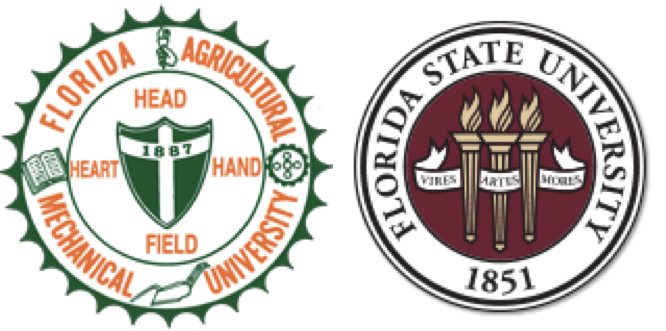 FLORIDA AGRICULTURAL
MECHANICAL UNIVERSITY
HEAD
1887
HEART HAND
FIELD
FLORIDA STATE UNIVERSITY
VIRES ARTES MORES
1851